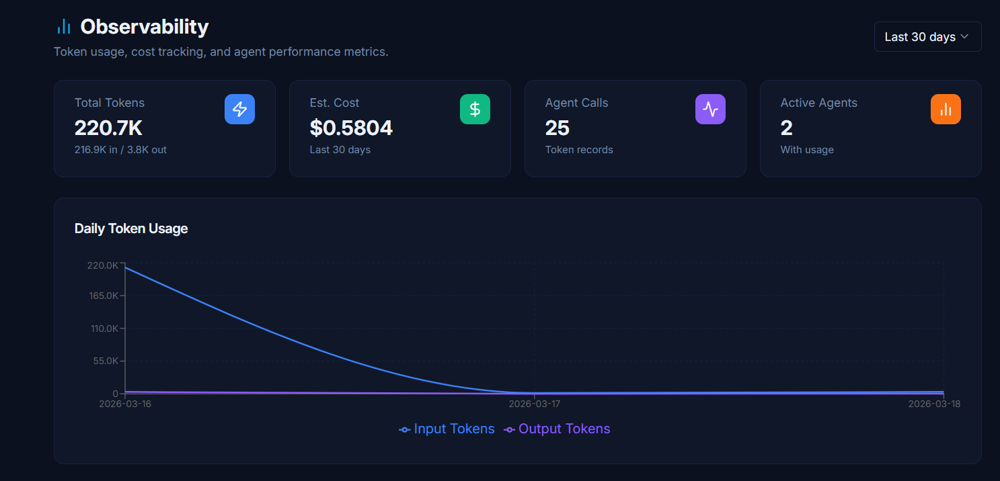 Observability
Last 30 days
Token usage, cost tracking, and agent performance metrics.
Total Tokens
220.7K
216.9K in / 3.8K out
Est. Cost
$0.5804
Last 30 days
Agent Calls
25
Token records
Active Agents
2
With usage
Daily Token Usage
220.0K
165.0K
110.0K
55.0K
0
2026-03-16
2026-03-17
2026-03-18
Input Tokens
Output Tokens